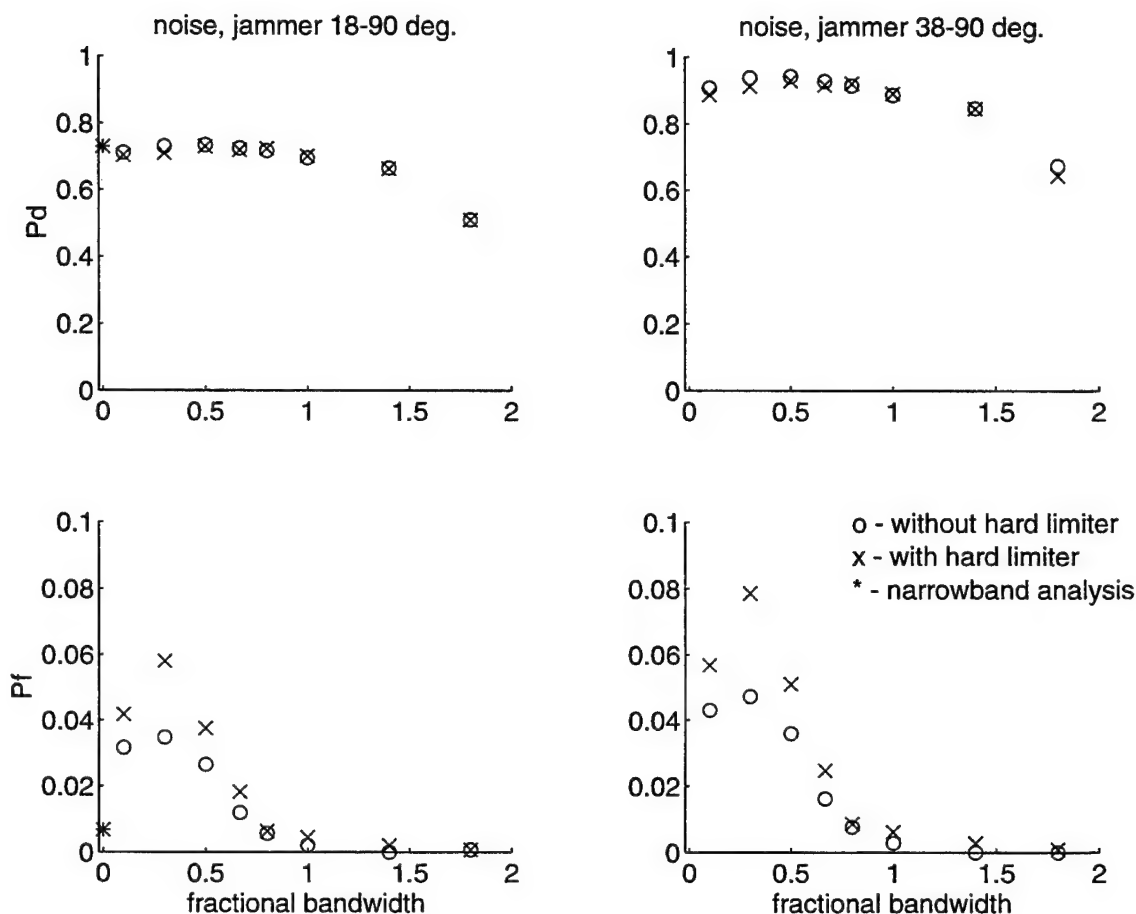 noise, jammer 18-90 deg.
1
0.8
0.6
0.4
0.2
0
Pd
0 0.5 1 1.5 2
noise, jammer 38-90 deg.
1
0.8
0.6
0.4
0.2
0
0 0.5 1 1.5 2
0.1
0.08
0.06
0.04
0.02
0
Pf
0 0.5 1 1.5 2
fractional bandwidth
0.1
0.08
0.06
0.04
0.02
0
o - without hard limiter
x - with hard limiter
* - narrowband analysis
0 0.5 1 1.5 2
fractional bandwidth